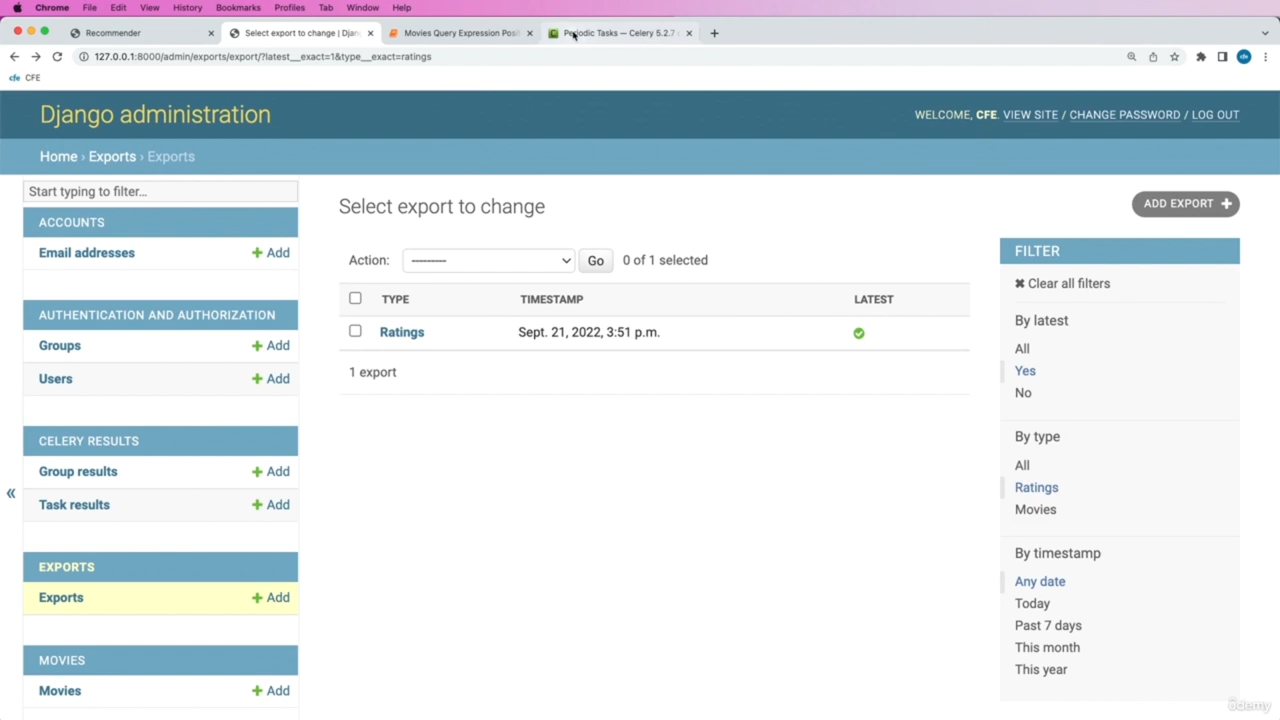 Chrome File Edit View History Bookmarks Profiles Tab Window Help
Recommender Select export to change | Djan Movies Query Expression Posi Periodic Tasks — Celery 5.2.7
127.0.0.1:8000/admin/exports/export/?latest__exact=1&type__exact=ratings
cfe CFE
Django administration
WELCOME, CFE. VIEW SITE / CHANGE PASSWORD / LOG OUT
Home › Exports › Exports
Start typing to filter...
ACCOUNTS
Email addresses + Add
AUTHENTICATION AND AUTHORIZATION
Groups + Add
Users + Add
CELERY RESULTS
Group results + Add
Task results + Add
EXPORTS
Exports + Add
MOVIES
Movies + Add
«
Select export to change
ADD EXPORT +
Action: --------- Go 0 of 1 selected
TYPE TIMESTAMP LATEST
Ratings Sept. 21, 2022, 3:51 p.m.
1 export
FILTER
✖ Clear all filters
By latest
All
Yes
No
By type
All
Ratings
Movies
By timestamp
Any date
Today
Past 7 days
This month
This year
ûdemy